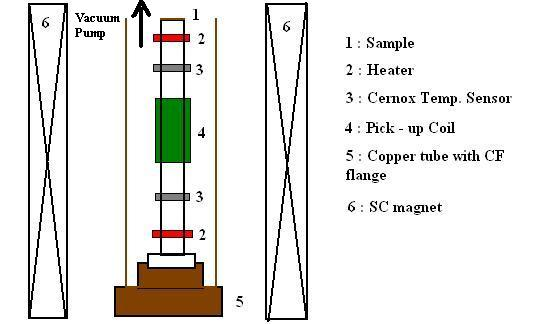 6
Vacuum
Pump
1
2
3
4
3
2
5
6
1 : Sample
2 : Heater
3 : Cernox Temp. Sensor
4 : Pick - up Coil
5 : Copper tube with CF
flange
6 : SC magnet